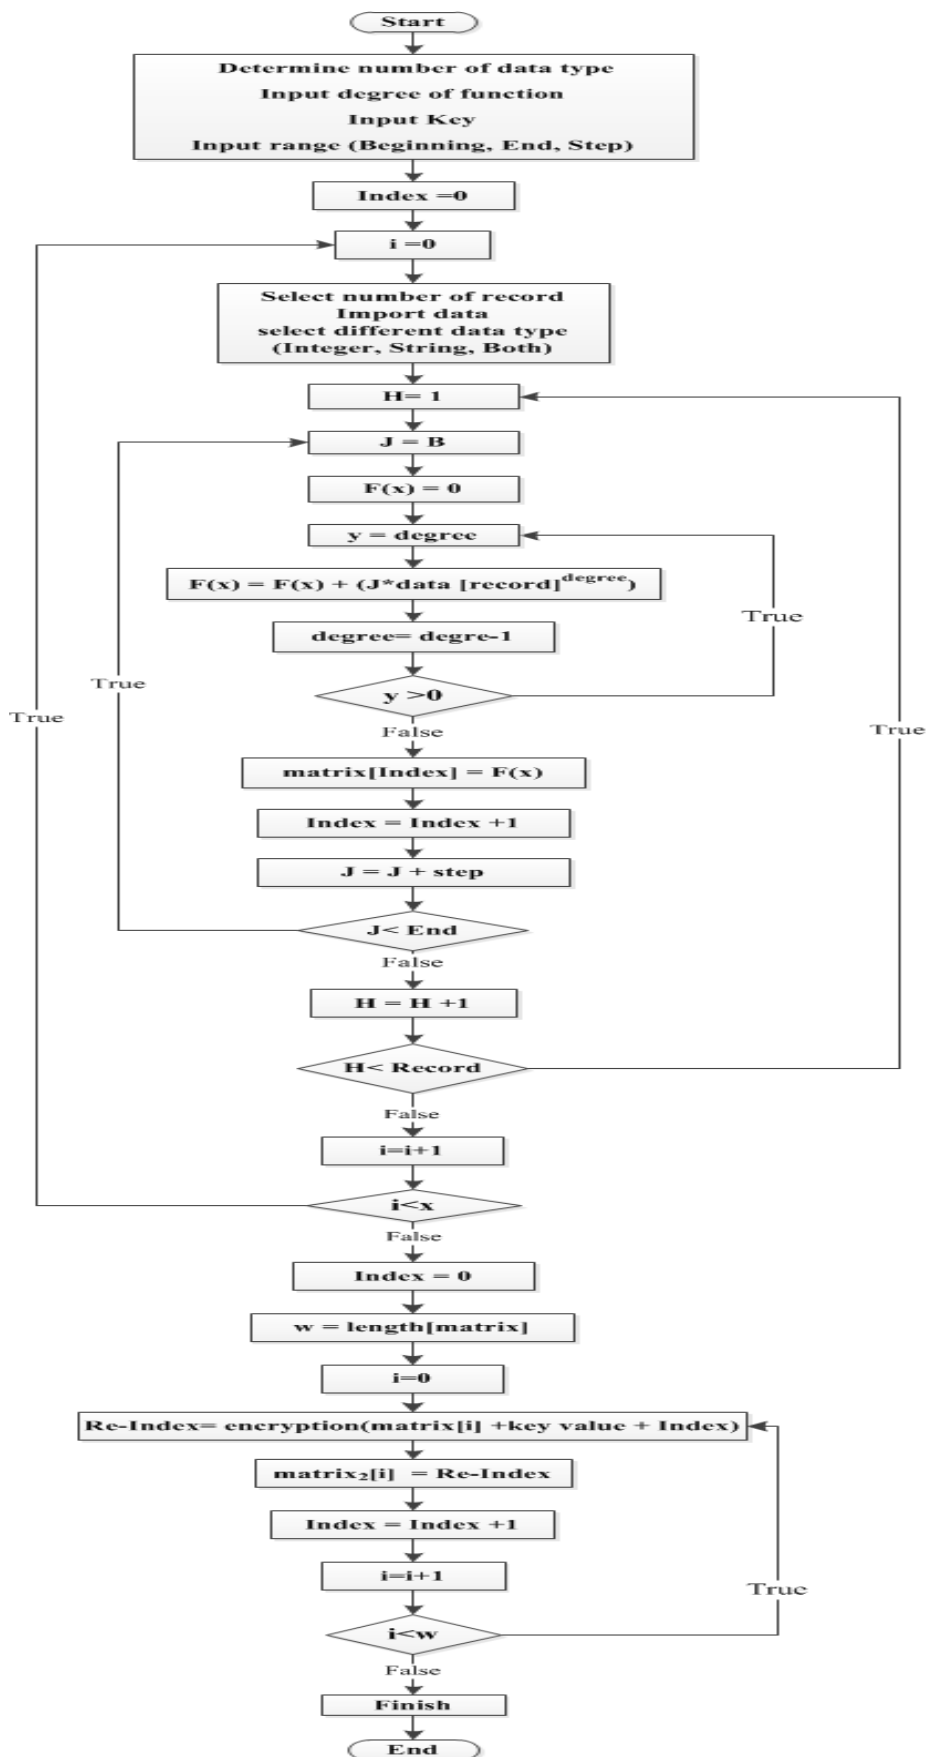 Start
Determine number of data type
Input degree of function
Input Key
Input range (Beginning, End, Step)
Index =0
i =0
Select number of record
Import data
select different data type
(Integer, String, Both)
H= 1
J = B
F(x) = 0
y = degree
F(x) = F(x) + (J*data [record]^degree)
True
degree= degre-1
True
y >0
True
False
True
matrix[Index] = F(x)
Index = Index +1
J = J + step
J< End
False
H = H +1
H< Record
False
i=i+1
i<x
False
Index = 0
w = length[matrix]
i=0
Re-Index= encryption(matrix[i] +key value + Index)
matrix₂[i] = Re-Index
Index = Index +1
i=i+1
True
i<w
False
Finish
End